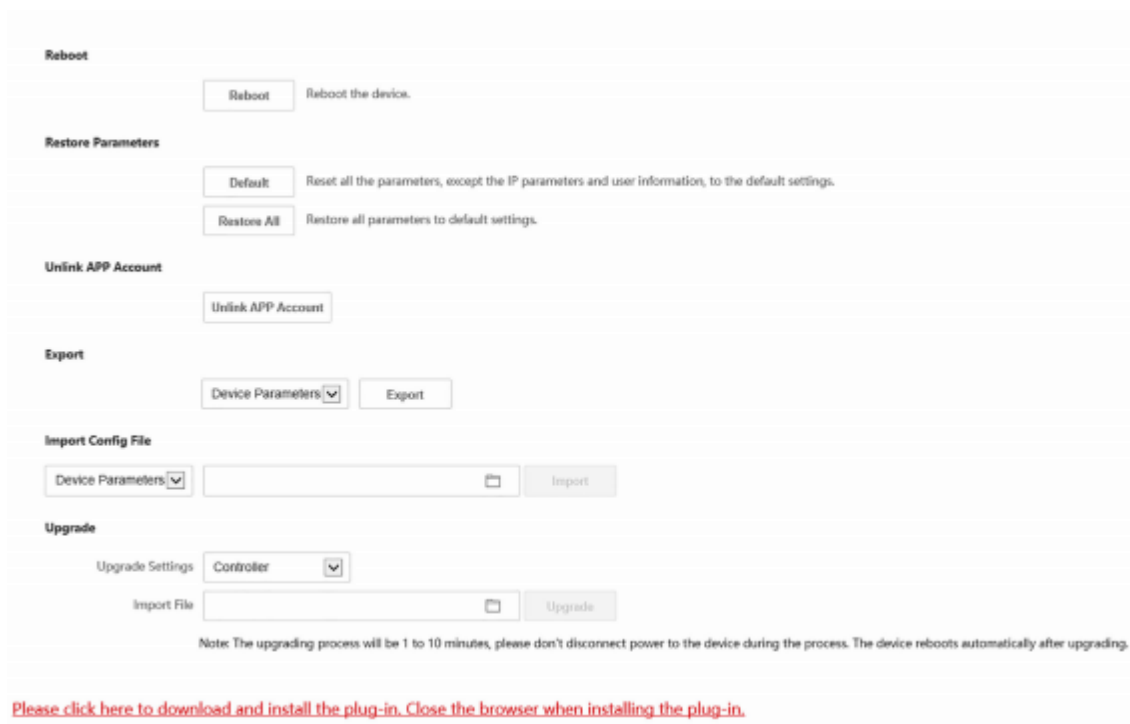 Reboot
Reboot Reboot the device.
Restore Parameters
Default Reset all the parameters, except the IP parameters and user information, to the default settings.
Restore All Restore all parameters to default settings.
Unlink APP Account
Unlink APP Account
Export
Device Parameters Export
Import Config File
Device Parameters Import
Upgrade
Upgrade Settings Controller
Import File Upgrade
Note: The upgrading process will be 1 to 10 minutes, please don't disconnect power to the device during the process. The device reboots automatically after upgrading.
Please click here to download and install the plug-in. Close the browser when installing the plug-in.